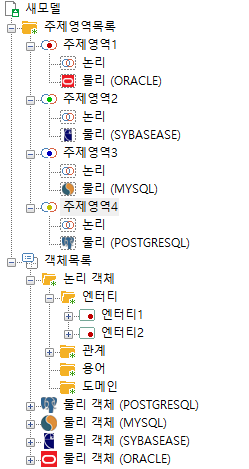 새모델
주제영역목록
주제영역1
논리
물리 (ORACLE)
주제영역2
논리
물리 (SYBASEASE)
주제영역3
논리
물리 (MYSQL)
주제영역4
논리
물리 (POSTGRESQL)
객체목록
논리 객체
엔터티
엔터티1
엔터티2
관계
용어
도메인
물리 객체 (POSTGRESQL)
물리 객체 (MYSQL)
물리 객체 (SYBASEASE)
물리 객체 (ORACLE)